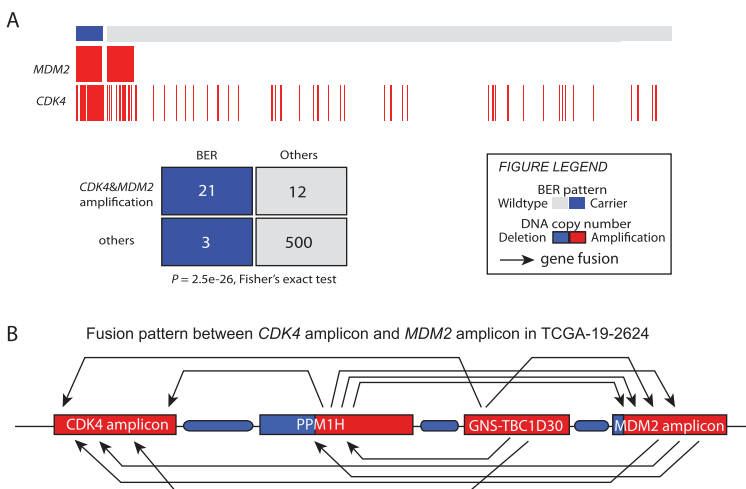 A
MDM2
CDK4
BER Others
CDK4&MDM2
amplification
21 12
others
3 500
P = 2.5e-26, Fisher's exact test
FIGURE LEGEND
BER pattern
Wildtype Carrier
DNA copy number
Deletion Amplification
gene fusion
B
Fusion pattern between CDK4 amplicon and MDM2 amplicon in TCGA-19-2624
CDK4 amplicon PPM1H GNS-TBC1D30 MDM2 amplicon